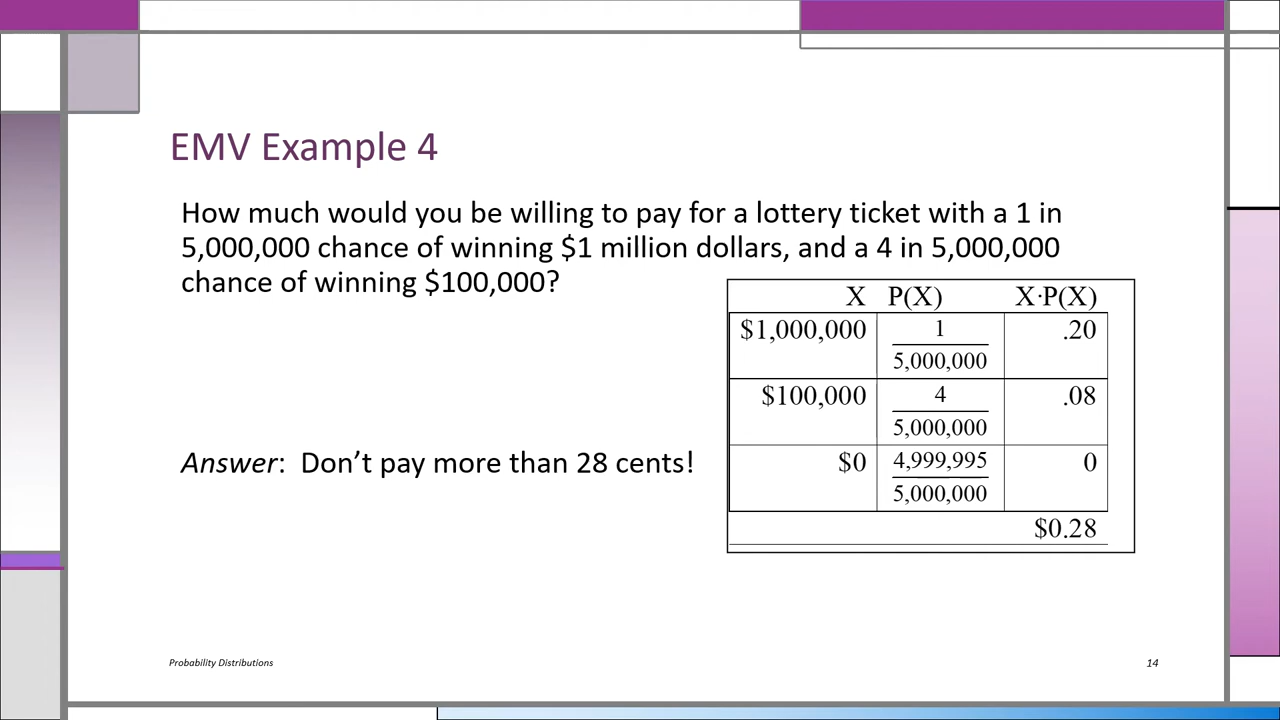 EMV Example 4
How much would you be willing to pay for a lottery ticket with a 1 in
5,000,000 chance of winning $1 million dollars, and a 4 in 5,000,000
chance of winning $100,000?
X P(X) X·P(X)
$1,000,000 1/5,000,000 .20
$100,000 4/5,000,000 .08
$0 4,999,995/5,000,000 0
$0.28
Answer: Don’t pay more than 28 cents!
Probability Distributions
14